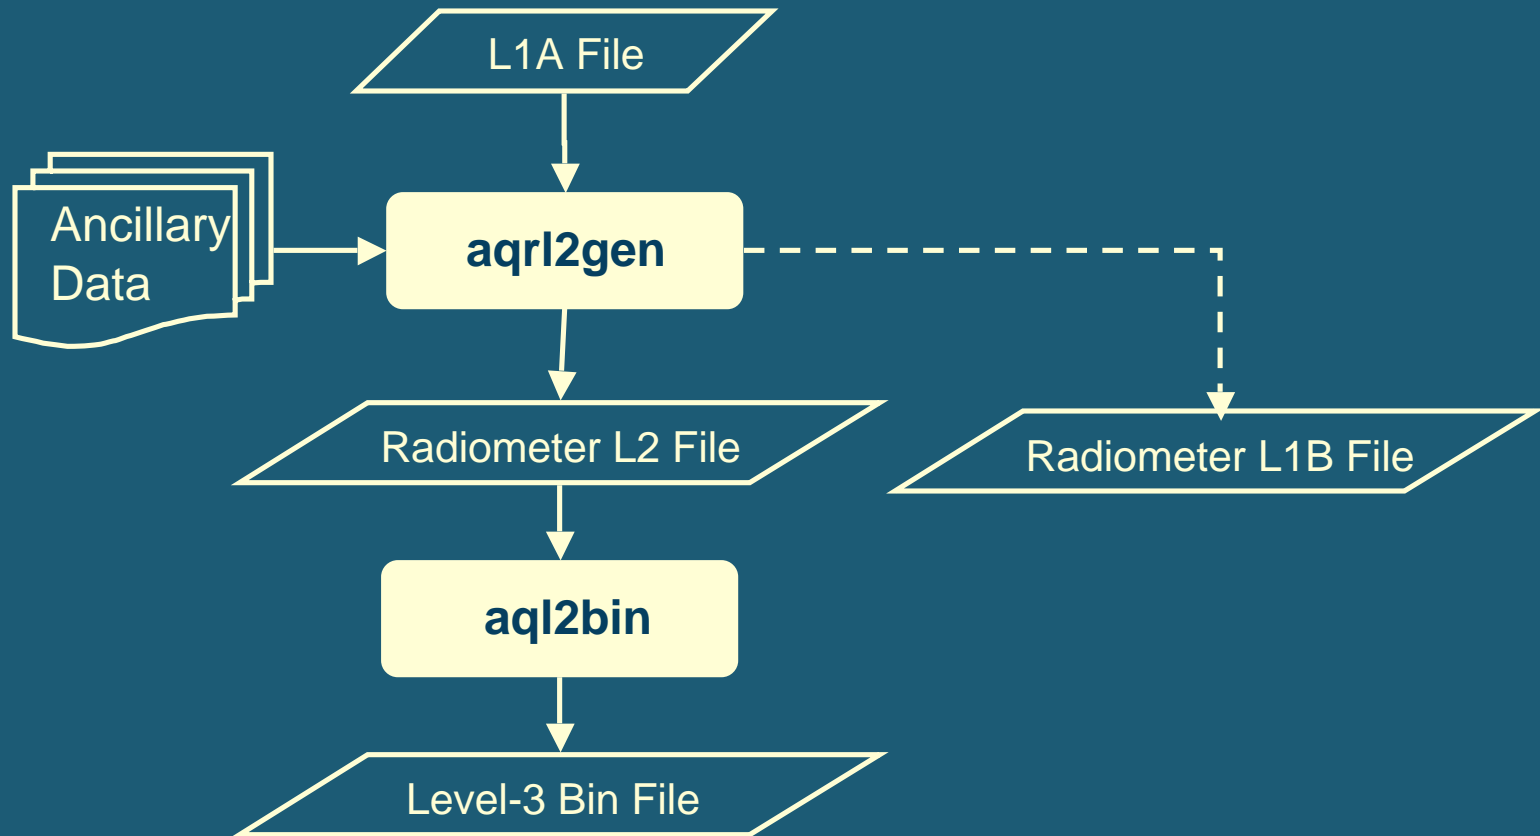 L1A File
Ancillary
Data
aqrl2gen
Radiometer L2 File
Radiometer L1B File
aql2bin
Level-3 Bin File